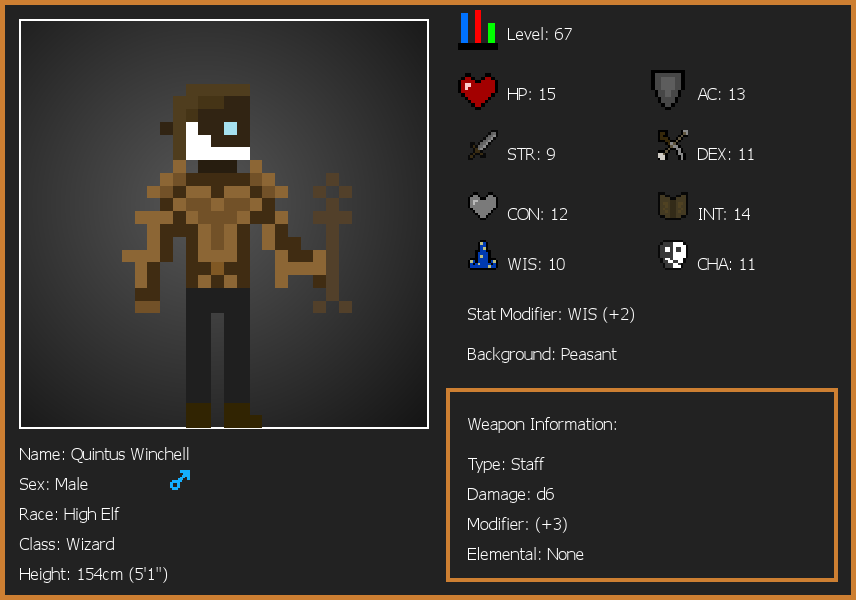 Level: 67
HP: 15
AC: 13
STR: 9
DEX: 11
CON: 12
INT: 14
WIS: 10
CHA: 11
Stat Modifier: WIS (+2)
Background: Peasant
Weapon Information:
Type: Staff
Damage: d6
Modifier: (+3)
Elemental: None
Name: Quintus Winchell
Sex: Male
Race: High Elf
Class: Wizard
Height: 154cm (5'1")